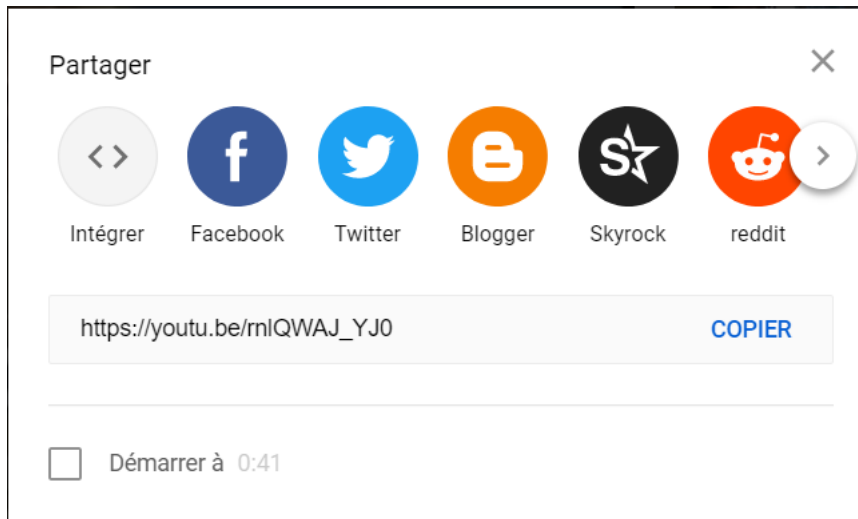 Partager
Intégrer Facebook Twitter Blogger Skyrock reddit
https://youtu.be/rnlQWAJ_YJ0
COPIER
Démarrer à 0:41